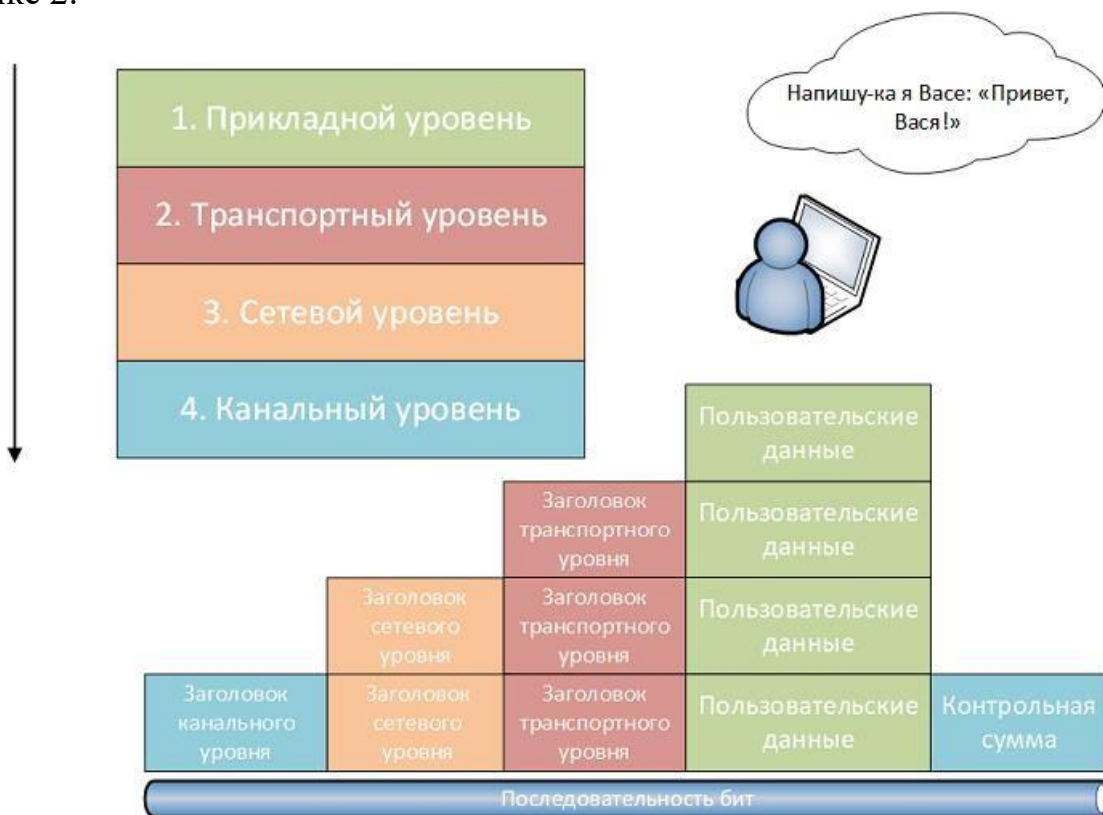 1. Прикладной уровень
Напишу-ка я Васе: «Привет,
Вася!»
2. Транспортный уровень
3. Сетевой уровень
4. Канальный уровень
Пользовательские
данные
Заголовок
транспортного
уровня
Пользовательские
данные
Заголовок
сетевого
уровня
Заголовок
транспортного
уровня
Пользовательские
данные
Заголовок
канального
уровня
Заголовок
сетевого
уровня
Заголовок
транспортного
уровня
Пользовательские
данные
Контрольная
сумма
Последовательность бит